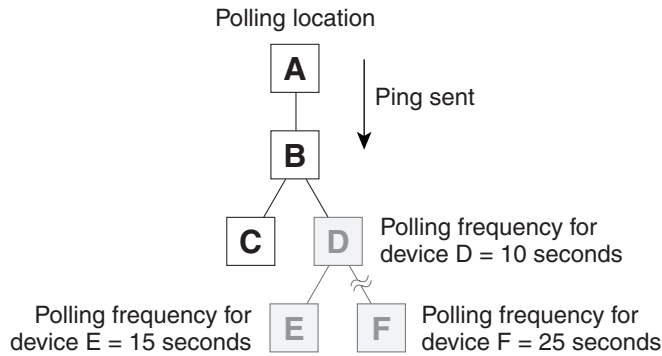 Polling location
A
Ping sent
B
C
D
Polling frequency for
device D = 10 seconds
Polling frequency for
device E = 15 seconds
E
F
Polling frequency for
device F = 25 seconds